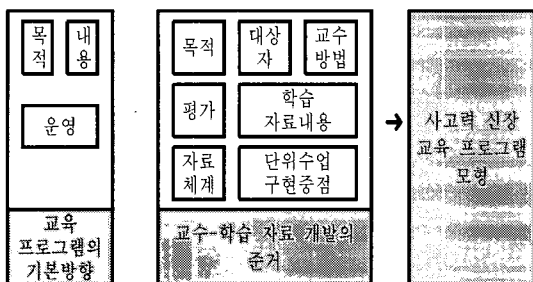 목적
내용
운영
교육
프로그램의
기본방향
목적
대상자
교수
방법
평가
학습
자료내용
자료
체계
단위수업
구현중점
교수-학습 자료 개발의
준거
→
사고력 신장
교육 프로그램
모형